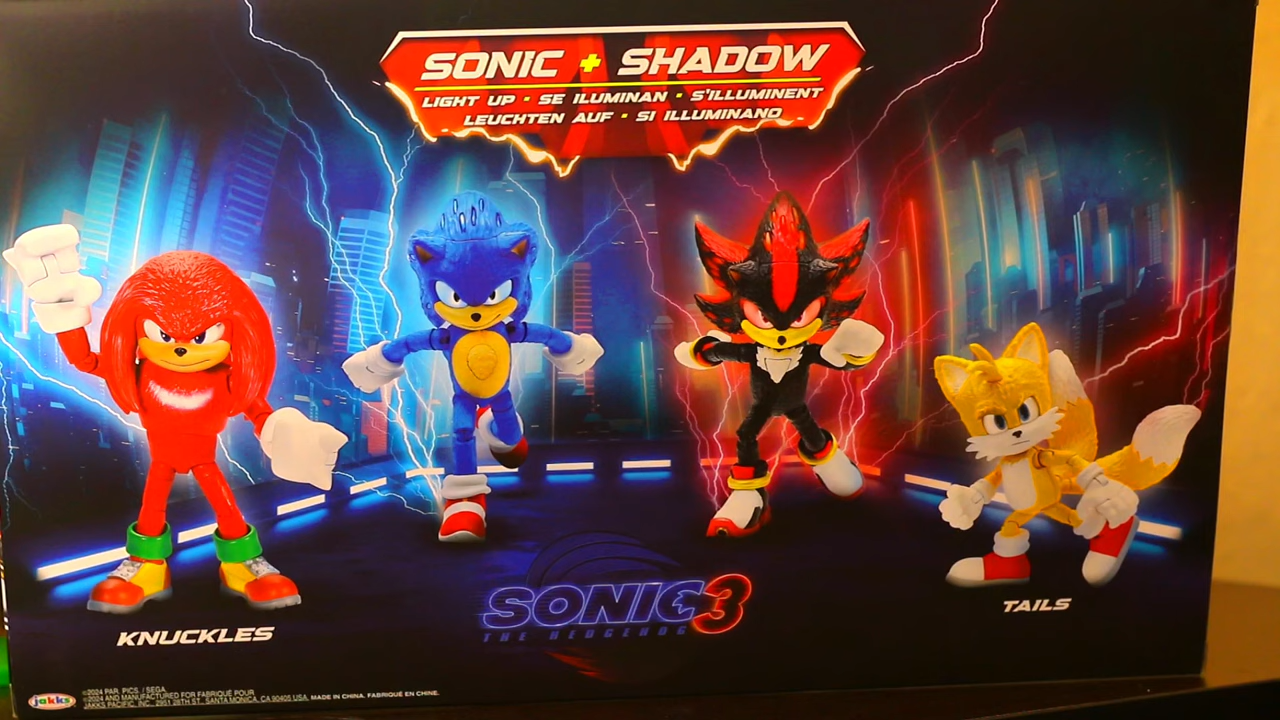 SONIC + SHADOW
LIGHT UP · SE ILUMINAN · S'ILLUMINENT
LEUCHTEN AUF · SI ILLUMINANO
KNUCKLES
TAILS
SONIC 3
THE HEDGEHOG
jakks
©2024 PAR. PICS. / SEGA.
©2024 AND MANUFACTURED FOR FABRIQUÉ POUR
JAKKS PACIFIC, INC., 2951 28TH ST., SANTA MONICA, CA 90405 USA. MADE IN CHINA. FABRIQUÉ EN CHINE.